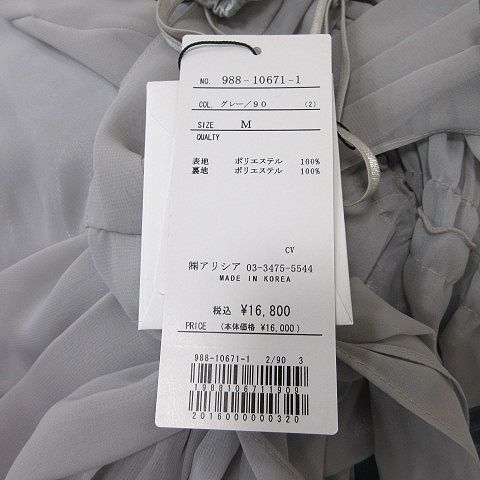 NO. 988-10671-1
COL. グレー/90 (2)
SIZE M
QUALTY
表地 ポリエステル 100%
裏地 ポリエステル 100%
CV
㈱アリシア 03-3475-5544
MADE IN KOREA
税込 ¥16,800
PRICE (本体価格 ¥16,000)
988-10671-1 2/90 3
1988106711909
2016000000320